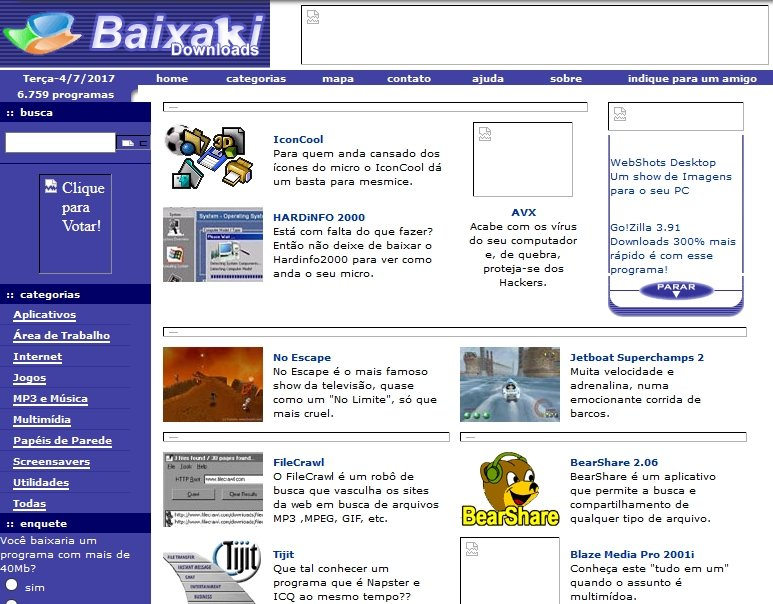 Baixaki
Downloads
Terça-4/7/2017
home
categorias
mapa
contato
ajuda
sobre
indique para um amigo
6.759 programas
:: busca
Clique
para
Votar!
:: categorias
Aplicativos
Área de Trabalho
Internet
Jogos
MP3 e Música
Multimídia
Papéis de Parede
Screensavers
Utilidades
Todas
:: enquete
Você baixaria um
programa com mais de
40Mb?
sim
IconCool
Para quem anda cansado dos
ícones do micro o IconCool dá
um basta para mesmice.
HARDiNFO 2000
Está com falta do que fazer?
Então não deixe de baixar o
Hardinfo2000 para ver como
anda o seu micro.
AVX
Acabe com os vírus
do seu computador
e, de quebra,
proteja-se dos
Hackers.
WebShots Desktop
Um show de Imagens
para o seu PC
Go!Zilla 3.91
Downloads 300% mais
rápido é com esse
programa!
PARAR
No Escape
No Escape é o mais famoso
show da televisão, quase
como um "No Limite", só que
mais cruel.
Jetboat Superchamps 2
Muita velocidade e
adrenalina, numa
emocionante corrida de
barcos.
FileCrawl
O FileCrawl é um robô de
busca que vasculha os sites
da web em busca de arquivos
MP3 ,MPEG, GIF, etc.
BearShare
BearShare 2.06
BearShare é um aplicativo
que permite a busca e
compartilhamento de
qualquer tipo de arquivo.
Tijit
FILE TRANSFER
INSTANT MESSAGE
CHAT
ENTERTAINMENT
BUSINESS
Tijit
Que tal conhecer um
programa que é Napster e
ICQ ao mesmo tempo??
Blaze Media Pro 2001i
Conheça este "tudo em um"
quando o assunto é
multimídoa.